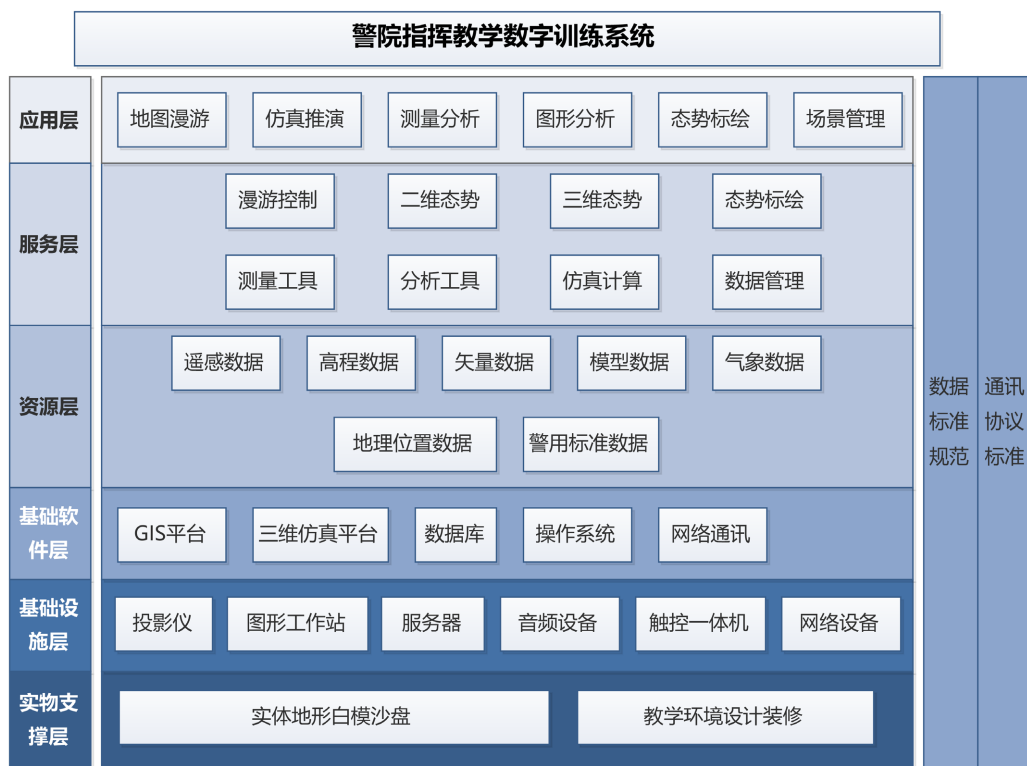 警院指挥教学数字训练系统
应用层
地图漫游
仿真推演
测量分析
图形分析
态势标绘
场景管理
服务层
漫游控制
二维态势
三维态势
态势标绘
测量工具
分析工具
仿真计算
数据管理
资源层
遥感数据
高程数据
矢量数据
模型数据
气象数据
地理位置数据
警用标准数据
基础软
件层
GIS平台
三维仿真平台
数据库
操作系统
网络通讯
基础设
施层
投影仪
图形工作站
服务器
音频设备
触控一体机
网络设备
实物支
撑层
实体地形白模沙盘
教学环境设计装修
数据
标准
规范
通讯
协议
标准